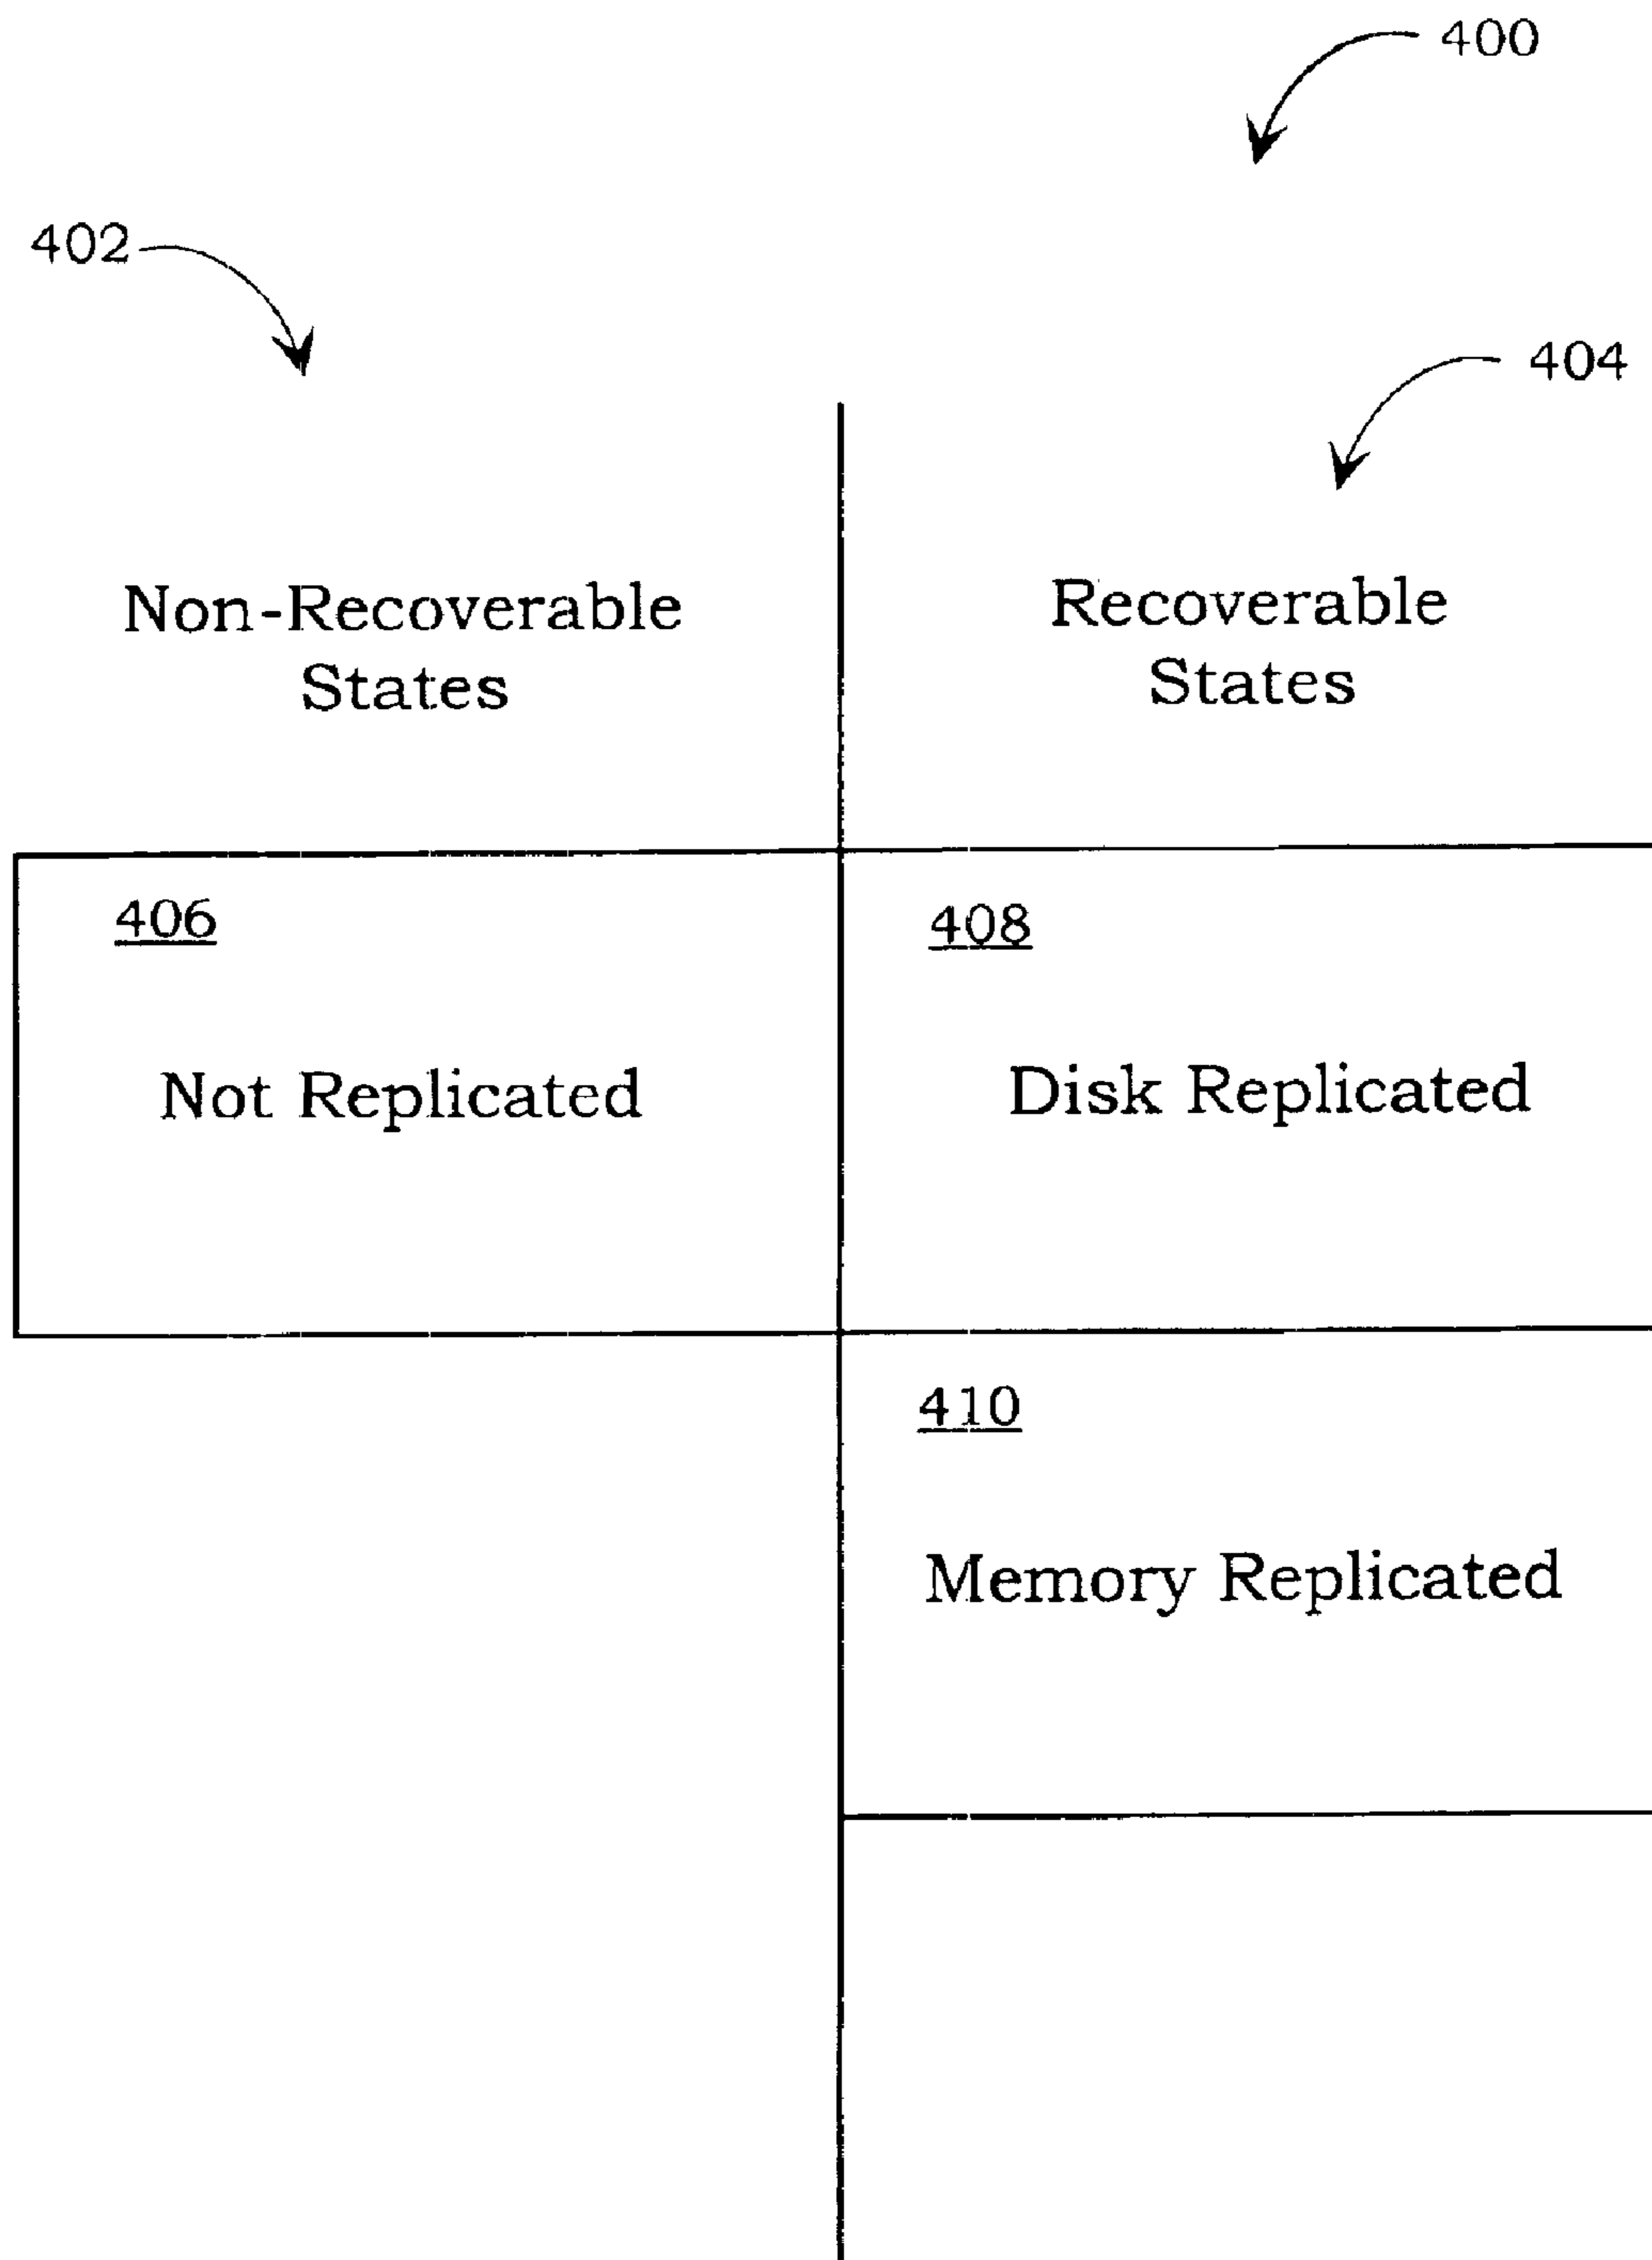 400
402
404
Non-Recoverable
States
Recoverable
States
406
Not Replicated
408
Disk Replicated
410
Memory Replicated